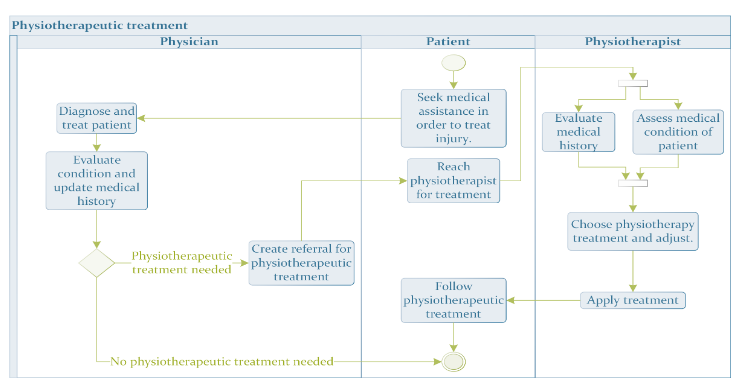 Physiotherapeutic treatment
Physician
Patient
Physiotherapist
Seek medical
assistance in
order to treat
injury.
Diagnose and
treat patient
Evaluate
condition and
update medical
history
Physiotherapeutic
treatment needed
Create referral for
physiotherapeutic
treatment
No physiotherapeutic treatment needed
Reach
physiotherapist
for treatment
Evaluate
medical
history
Assess medical
condition of
patient
Choose physiotherapy
treatment and adjust.
Apply treatment
Follow
physiotherapeutic
treatment